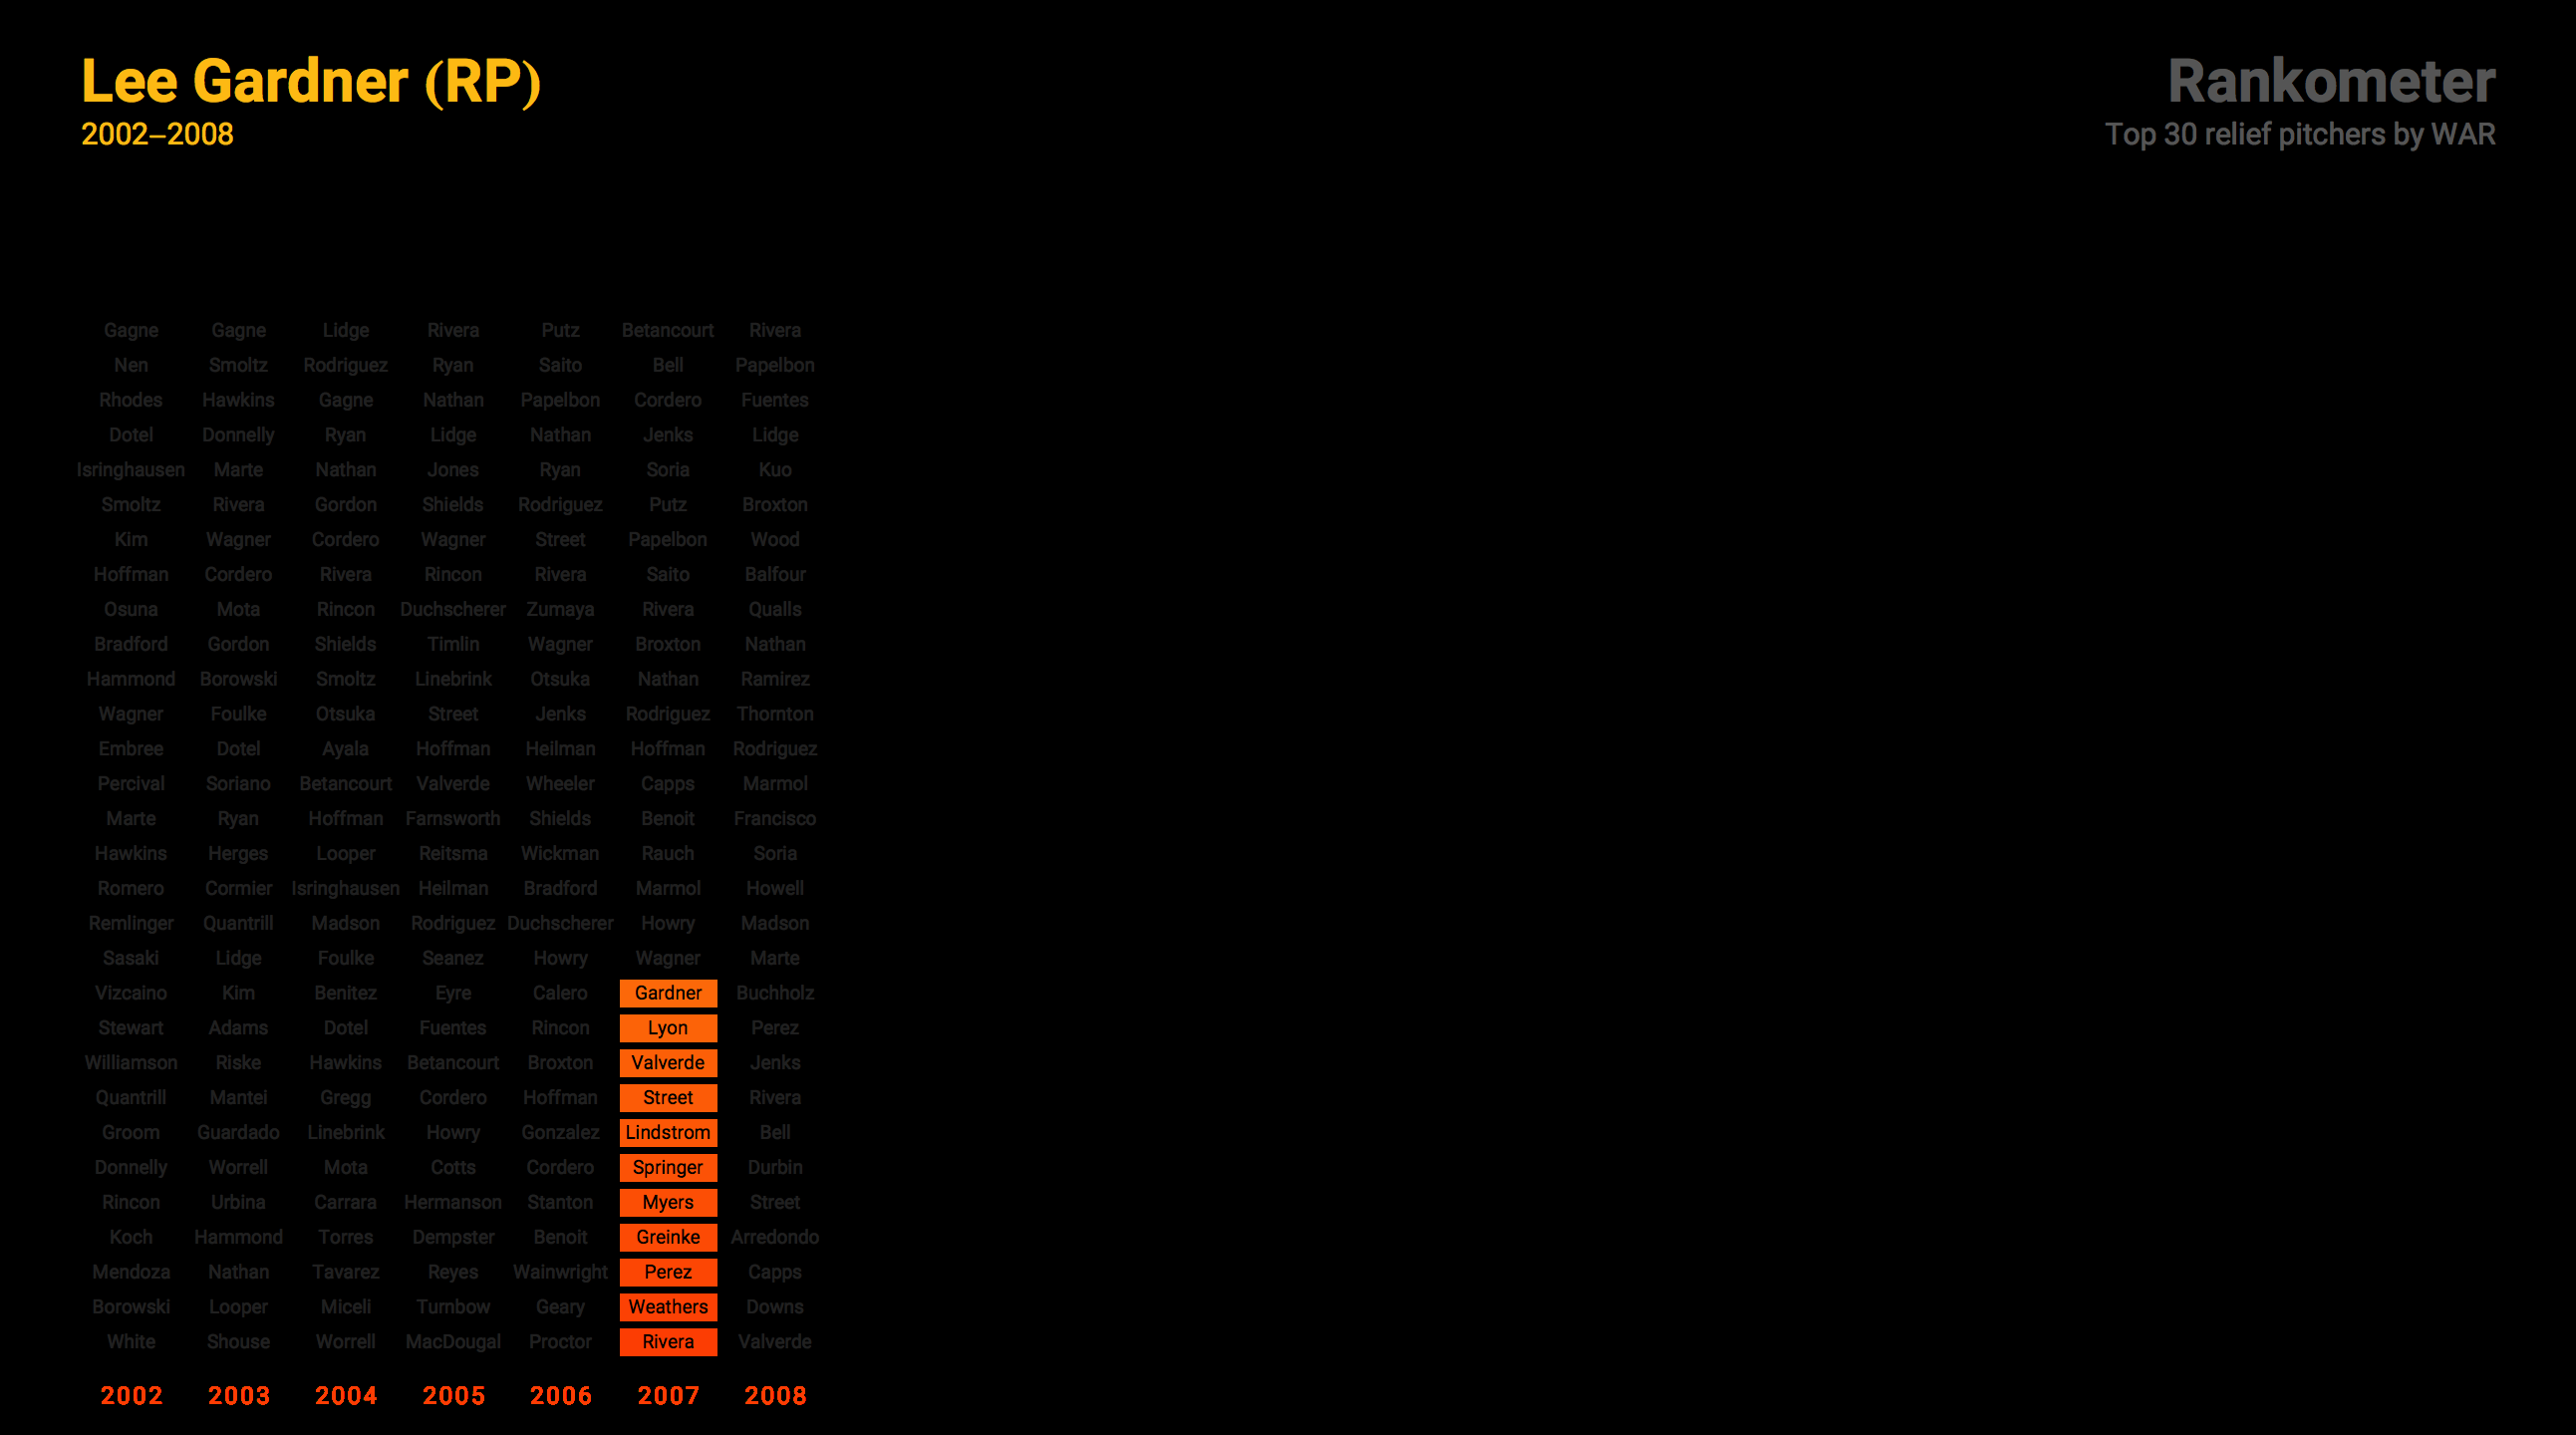 Lee Gardner (RP)
2002–2008
Rankometer
Top 30 relief pitchers by WAR
Gagne Gagne Lidge Rivera Putz Betancourt Rivera
Nen Smoltz Rodriguez Ryan Saito Bell Papelbon
Rhodes Hawkins Gagne Nathan Papelbon Cordero Fuentes
Dotel Donnelly Ryan Lidge Nathan Jenks Lidge
Isringhausen Marte Nathan Jones Ryan Soria Kuo
Smoltz Rivera Gordon Shields Rodriguez Putz Broxton
Kim Wagner Cordero Wagner Street Papelbon Wood
Hoffman Cordero Rivera Rincon Rivera Saito Balfour
Osuna Mota Rincon Duchscherer Zumaya Rivera Qualls
Bradford Gordon Shields Timlin Wagner Broxton Nathan
Hammond Borowski Smoltz Linebrink Otsuka Nathan Ramirez
Wagner Foulke Otsuka Street Jenks Rodriguez Thornton
Embree Dotel Ayala Hoffman Heilman Hoffman Rodriguez
Percival Soriano Betancourt Valverde Wheeler Capps Marmol
Marte Ryan Hoffman Farnsworth Shields Benoit Francisco
Hawkins Herges Looper Reitsma Wickman Rauch Soria
Romero Cormier Isringhausen Heilman Bradford Marmol Howell
Remlinger Quantrill Madson Rodriguez Duchscherer Howry Madson
Sasaki Lidge Foulke Seanez Howry Wagner Marte
Vizcaino Kim Benitez Eyre Calero Gardner Buchholz
Stewart Adams Dotel Fuentes Rincon Lyon Perez
Williamson Riske Hawkins Betancourt Broxton Valverde Jenks
Quantrill Mantei Gregg Cordero Hoffman Street Rivera
Groom Guardado Linebrink Howry Gonzalez Lindstrom Bell
Donnelly Worrell Mota Cotts Cordero Springer Durbin
Rincon Urbina Carrara Hermanson Stanton Myers Street
Koch Hammond Torres Dempster Benoit Greinke Arredondo
Mendoza Nathan Tavarez Reyes Wainwright Perez Capps
Borowski Looper Miceli Turnbow Geary Weathers Downs
White Shouse Worrell MacDougal Proctor Rivera Valverde
2002 2003 2004 2005 2006 2007 2008